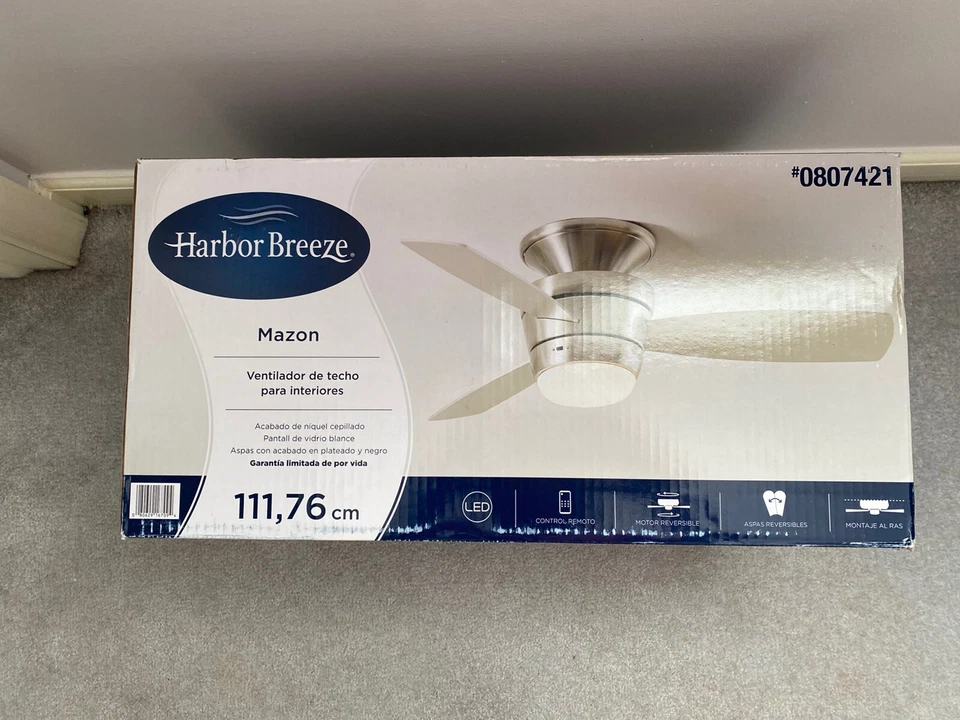 #0807421
Harbor Breeze®
Mazon
Ventilador de techo
para interiores
Acabado de níquel cepillado
Pantall de vidrio blance
Aspas con acabado en plateado y negro
Garantía limitada de por vida
111,76 cm
LED
CONTROL REMOTO
MOTOR REVERSIBLE
ASPAS REVERSIBLES
MONTAJE AL RAS